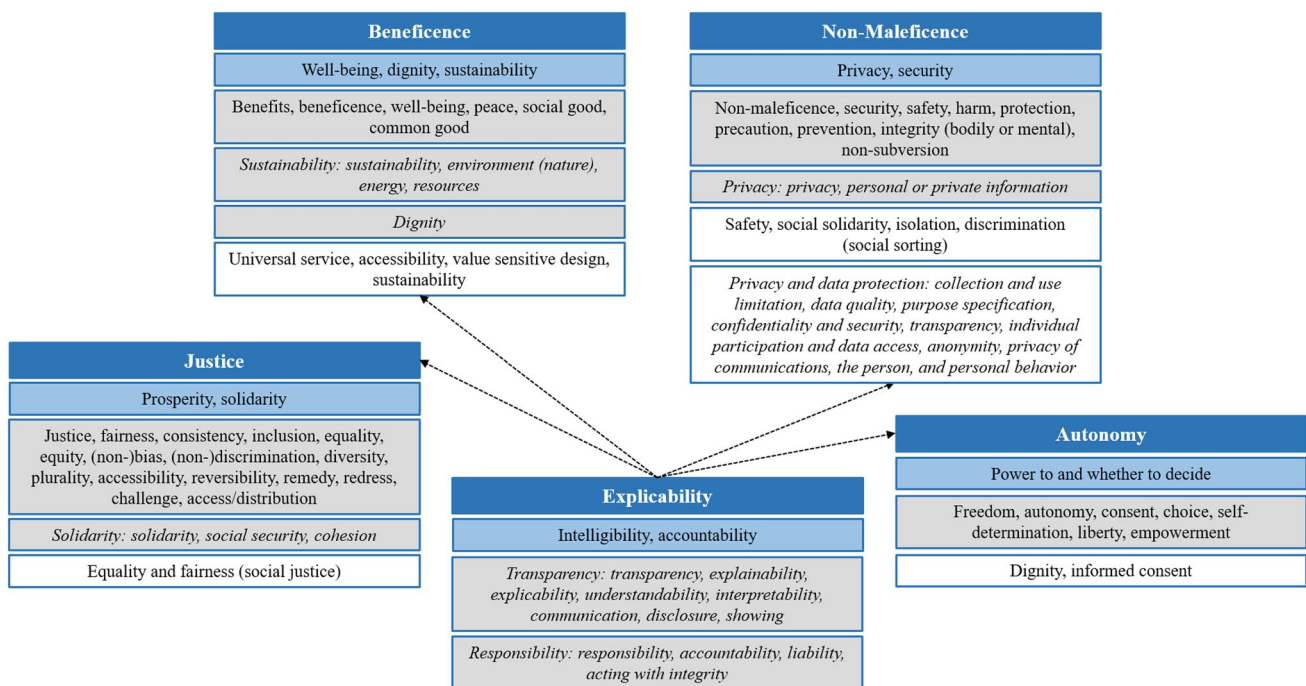 Beneficence
Well-being, dignity, sustainability
Benefits, beneficence, well-being, peace, social good,
common good
Sustainability: sustainability, environment (nature),
energy, resources
Dignity
Universal service, accessibility, value sensitive design,
sustainability
Non-Maleficence
Privacy, security
Non-maleficence, security, safety, harm, protection,
precaution, prevention, integrity (bodily or mental),
non-subversion
Privacy: privacy, personal or private information
Safety, social solidarity, isolation, discrimination
(social sorting)
Privacy and data protection: collection and use
limitation, data quality, purpose specification,
confidentiality and security, transparency, individual
participation and data access, anonymity, privacy of
communications, the person, and personal behavior
Justice
Prosperity, solidarity
Justice, fairness, consistency, inclusion, equality,
equity, (non-)bias, (non-)discrimination, diversity,
plurality, accessibility, reversibility, remedy, redress,
challenge, access/distribution
Solidarity: solidarity, social security, cohesion
Equality and fairness (social justice)
Explicability
Intelligibility, accountability
Transparency: transparency, explainability,
explicability, understandability, interpretability,
communication, disclosure, showing
Responsibility: responsibility, accountability, liability,
acting with integrity
Autonomy
Power to and whether to decide
Freedom, autonomy, consent, choice, self-
determination, liberty, empowerment
Dignity, informed consent